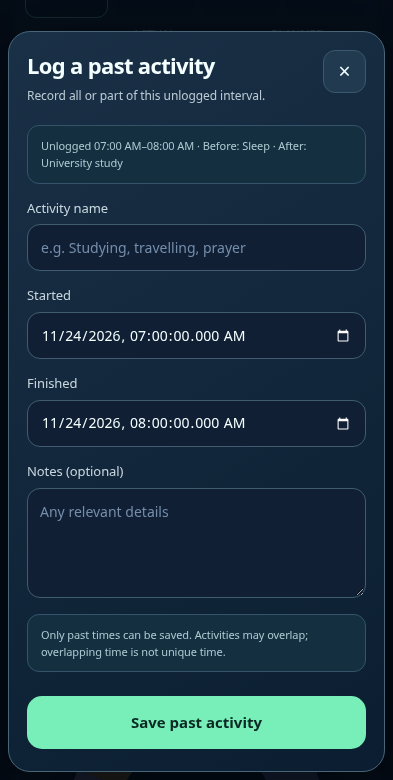 Log a past activity
×
Record all or part of this unlogged interval.
Unlogged 07:00 AM–08:00 AM · Before: Sleep · After:
University study
Activity name
e.g. Studying, travelling, prayer
Started
11/24/2026, 07:00:00.000 AM
Finished
11/24/2026, 08:00:00.000 AM
Notes (optional)
Any relevant details
Only past times can be saved. Activities may overlap;
overlapping time is not unique time.
Save past activity